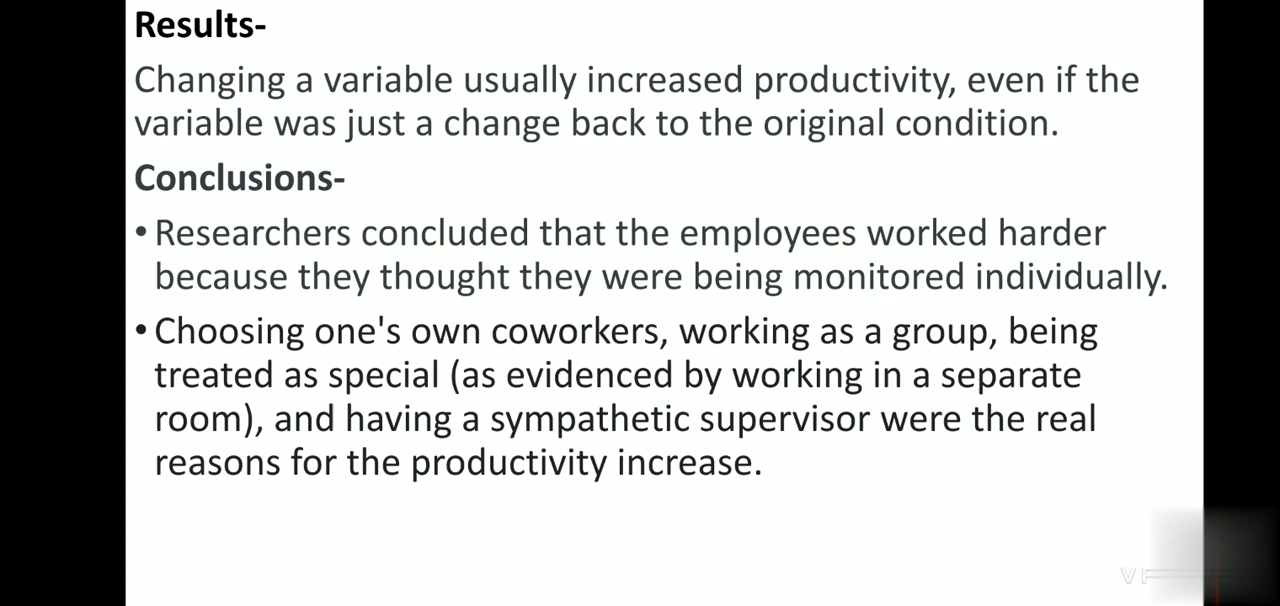 Results-
Changing a variable usually increased productivity, even if the
variable was just a change back to the original condition.
Conclusions-
• Researchers concluded that the employees worked harder
because they thought they were being monitored individually.
• Choosing one's own coworkers, working as a group, being
treated as special (as evidenced by working in a separate
room), and having a sympathetic supervisor were the real
reasons for the productivity increase.